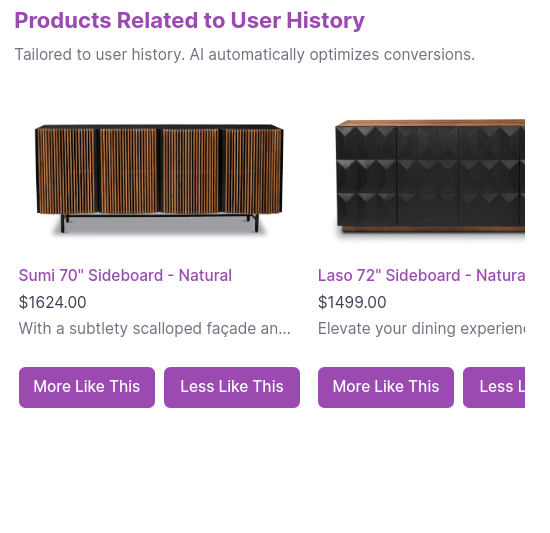 Products Related to User History
Tailored to user history. AI automatically optimizes conversions.
Sumi 70" Sideboard - Natural
$1624.00
With a subtlety scalloped façade an...
More Like This
Less Like This
Laso 72" Sideboard - Natura
$1499.00
Elevate your dining experienc
More Like This
Less L